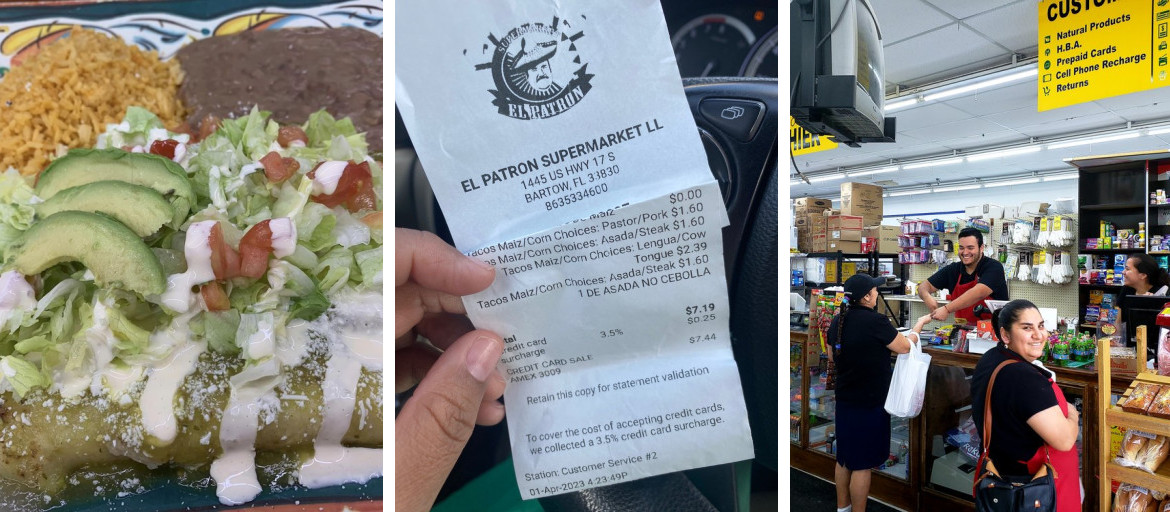 SUPERMARKET
EL PATRON
EL PATRON SUPERMARKET LL
1445 US HWY 17 S
BARTOW, FL 33830
8635334600
$0.00
Tacos Maiz/Corn Choices: Pastor/Pork $1.60
Tacos Maiz/Corn Choices: Asada/Steak $1.60
Tacos Maiz/Corn Choices: Lengua/Cow
Tongue $2.39
Tacos Maiz/Corn Choices: Asada/Steak $1.60
1 DE ASADA NO CEBOLLA
$7.19
3.5% $0.25
surcharge
$7.44
CREDIT CARD SALE
AMEX 3009
Retain this copy for statement validation
To cover the cost of accepting credit cards,
we collected a 3.5% credit card surcharge.
Station: Customer Service #2
01-Apr-2023 4:23:49P
Natural Products
H.B.A.
Prepaid Cards
Cell Phone Recharge
Returns